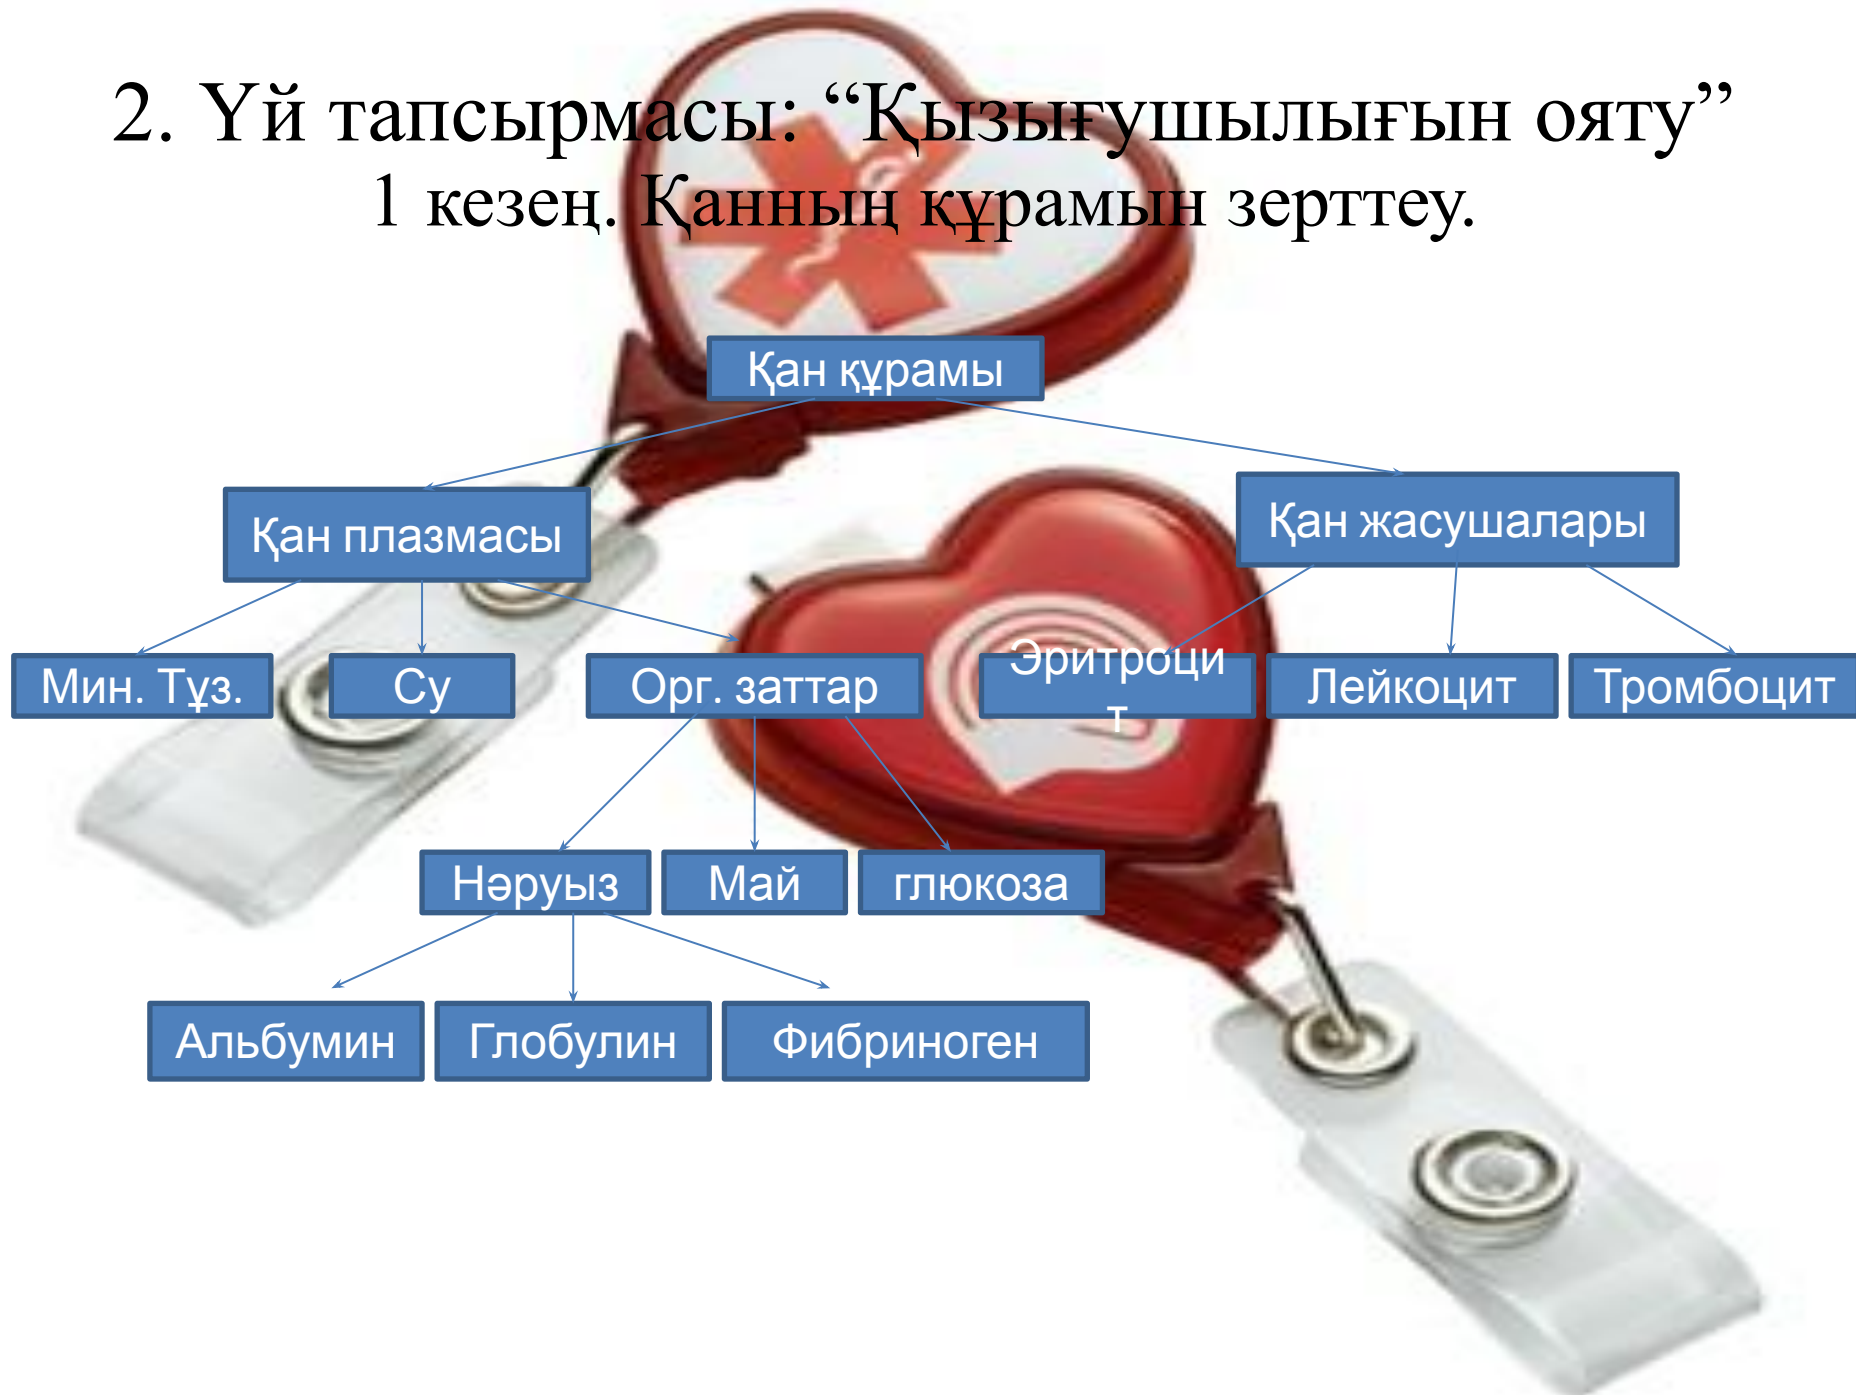 2. Үй тапсырмасы: “Қызығушылығын ояту”
1 кезең. Қанның құрамын зерттеу.
Қан құрамы
Қан плазмасы
Қан жасушалары
Мин. Тұз.
Су
Орг. заттар
Эритроци
т
Лейкоцит
Тромбоцит
Нәруыз
Май
глюкоза
Альбумин
Глобулин
Фибриноген